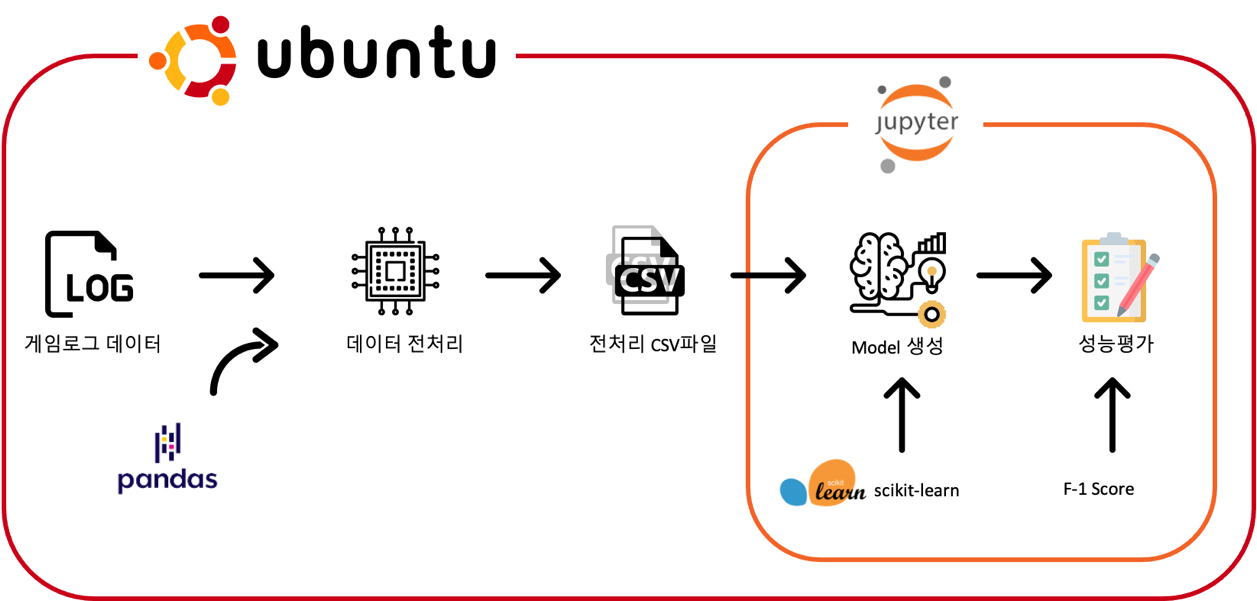 ubuntu
jupyter
LOG
CSV
CSV
게임로그 데이터
데이터 전처리
전처리 CSV파일
Model 생성
성능평가
pandas
scikit
learn
scikit-learn
F-1 Score